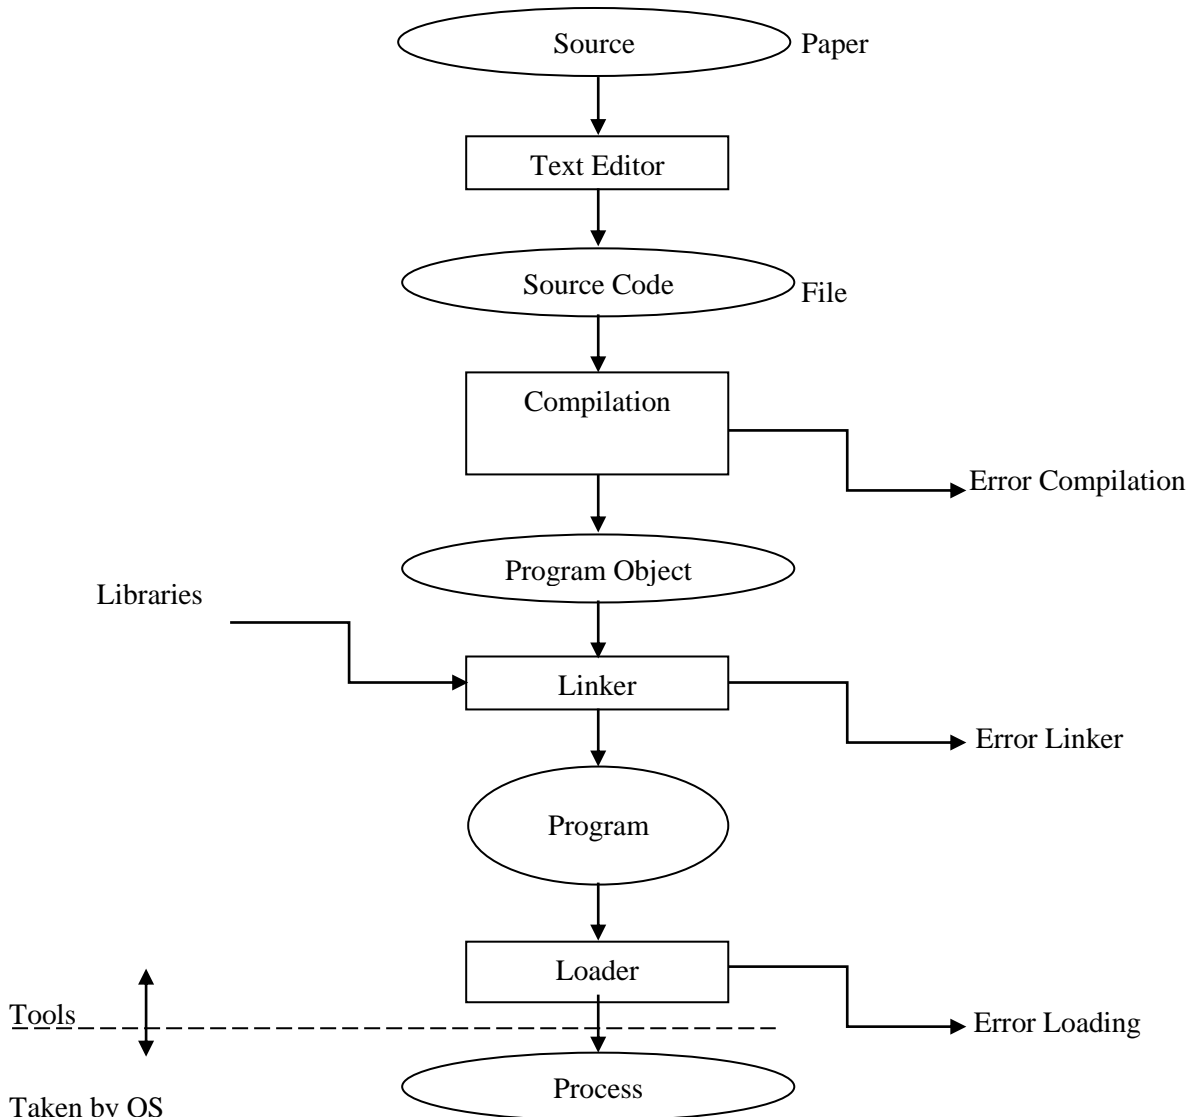 Source
Paper
Text Editor
Source Code
File
Compilation
Error Compilation
Program Object
Libraries
Linker
Error Linker
Program
Loader
Tools
Error Loading
Process
Taken by OS